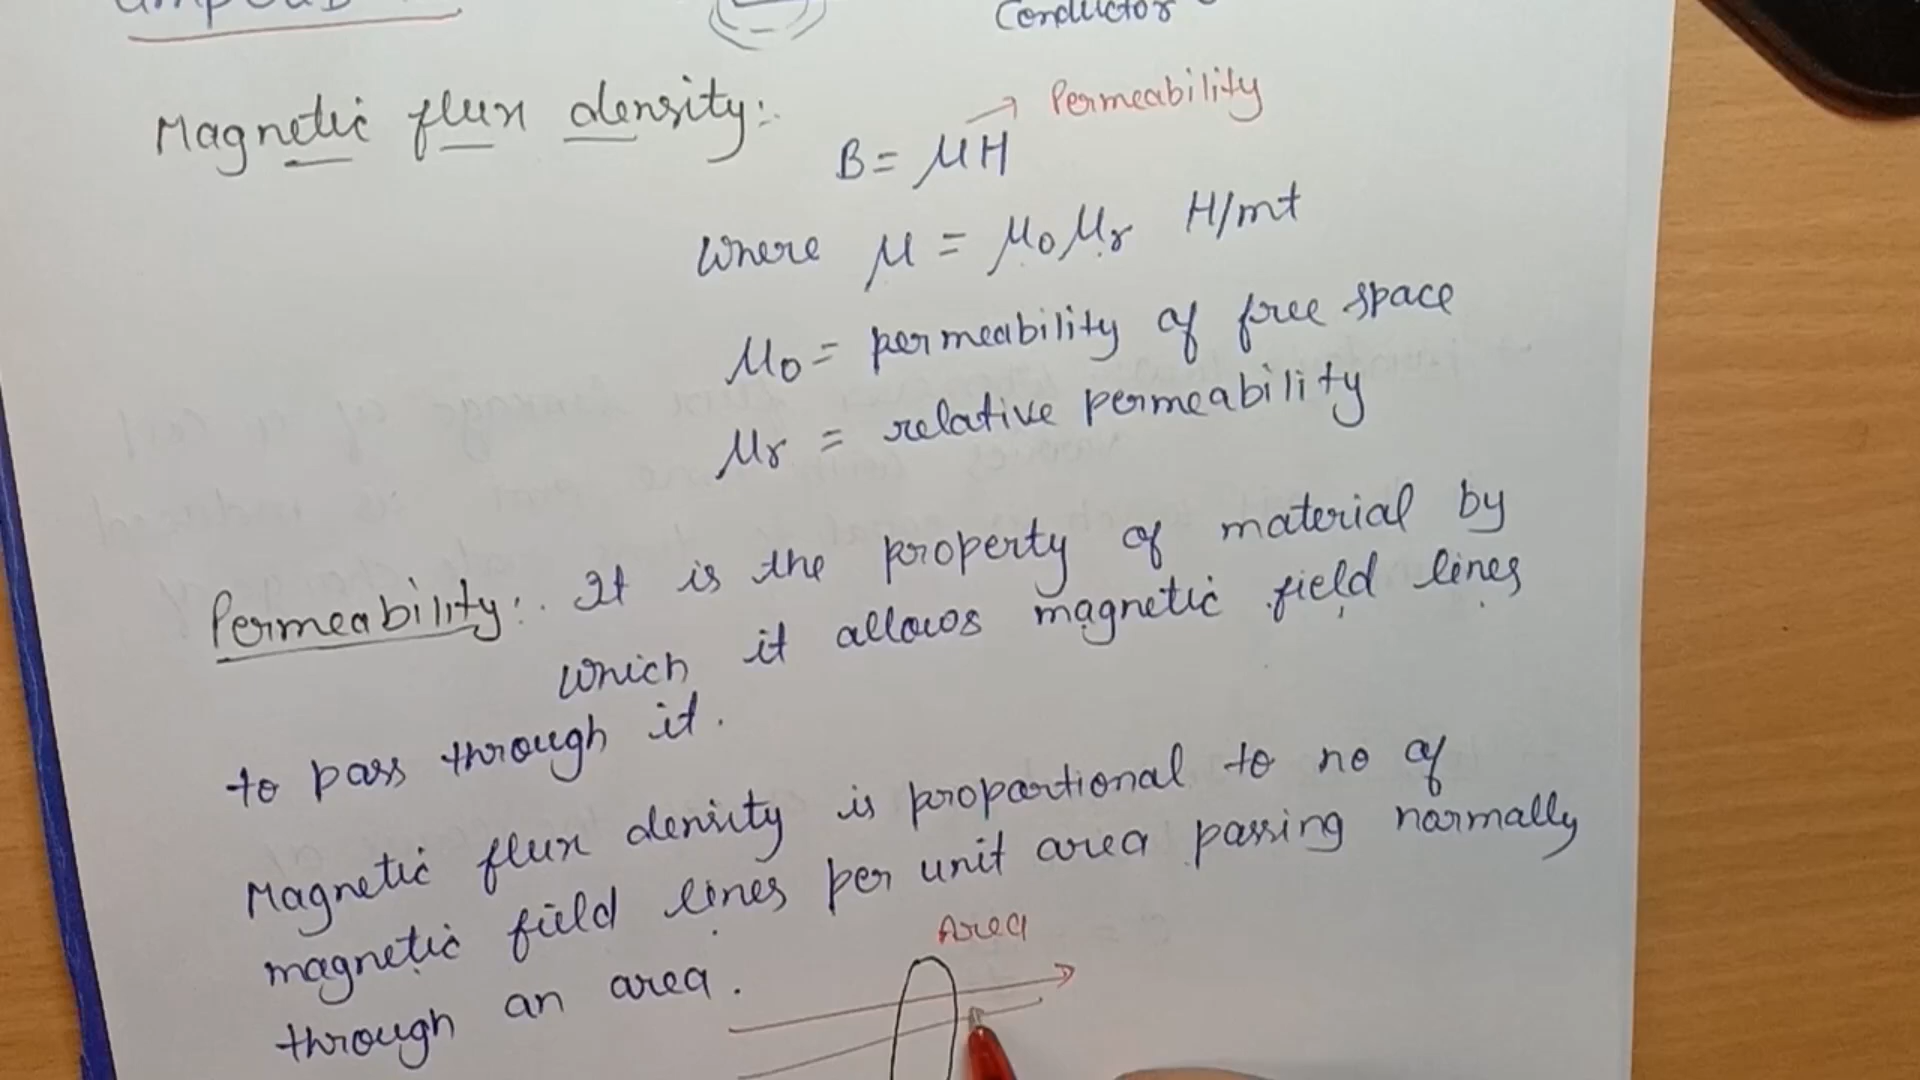 Conductor
Magnetic flux density:
→ Permeability
B = μH
Where μ = μ0μr H/mt
μ0 = permeability of free space
μr = relative permeability
Permeability: It is the property of material by
which it allows magnetic field lines
to pass through it.
Magnetic flux density is proportional to no of
magnetic field lines per unit area passing normally
through an area.
Area